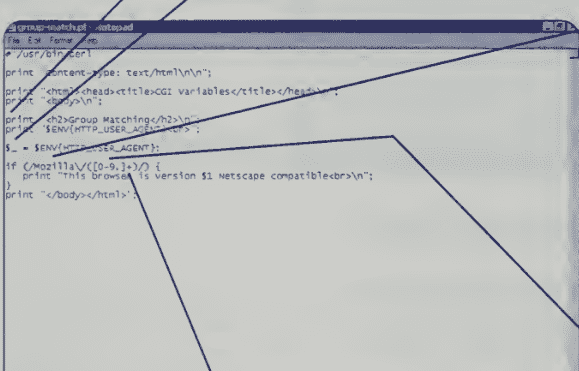 group-match.pl - Notepad
File Edit Format Help
#!/usr/bin/perl
print "Content-type: text/html\n\n";
print "<html><head><title>CGI Variables</title></head>\n";
print "<body>\n";
print "<h2>Group Matching</h2>\n";
print "$ENV{HTTP_USER_AGENT}<br>";
$_ = $ENV{HTTP_USER_AGENT};
if (/Mozilla\/([0-9.]+)/) {
print "This browser is version $1 Netscape compatible<br>\n";
}
print "</body></html>";